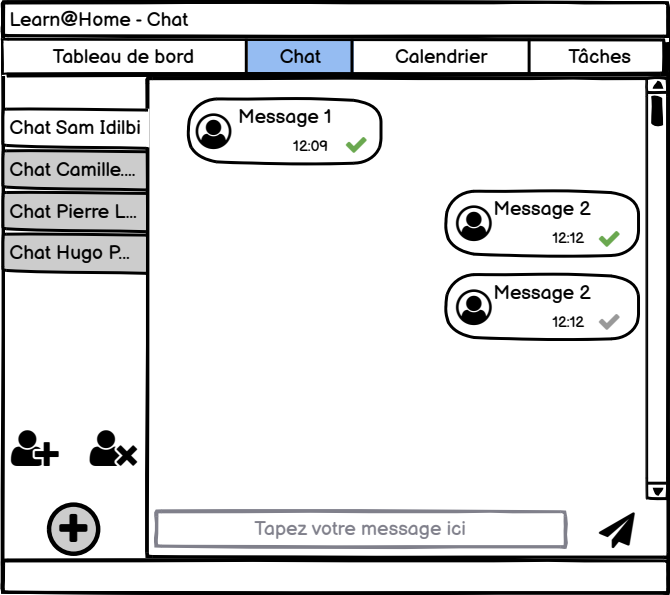 Learn@Home - Chat
Tableau de bord
Chat
Calendrier
Tâches
Chat Sam Idilbi
Chat Camille....
Chat Pierre L...
Chat Hugo P...
Message 1
12:09
Message 2
12:12
Message 2
12:12
Tapez votre message ici